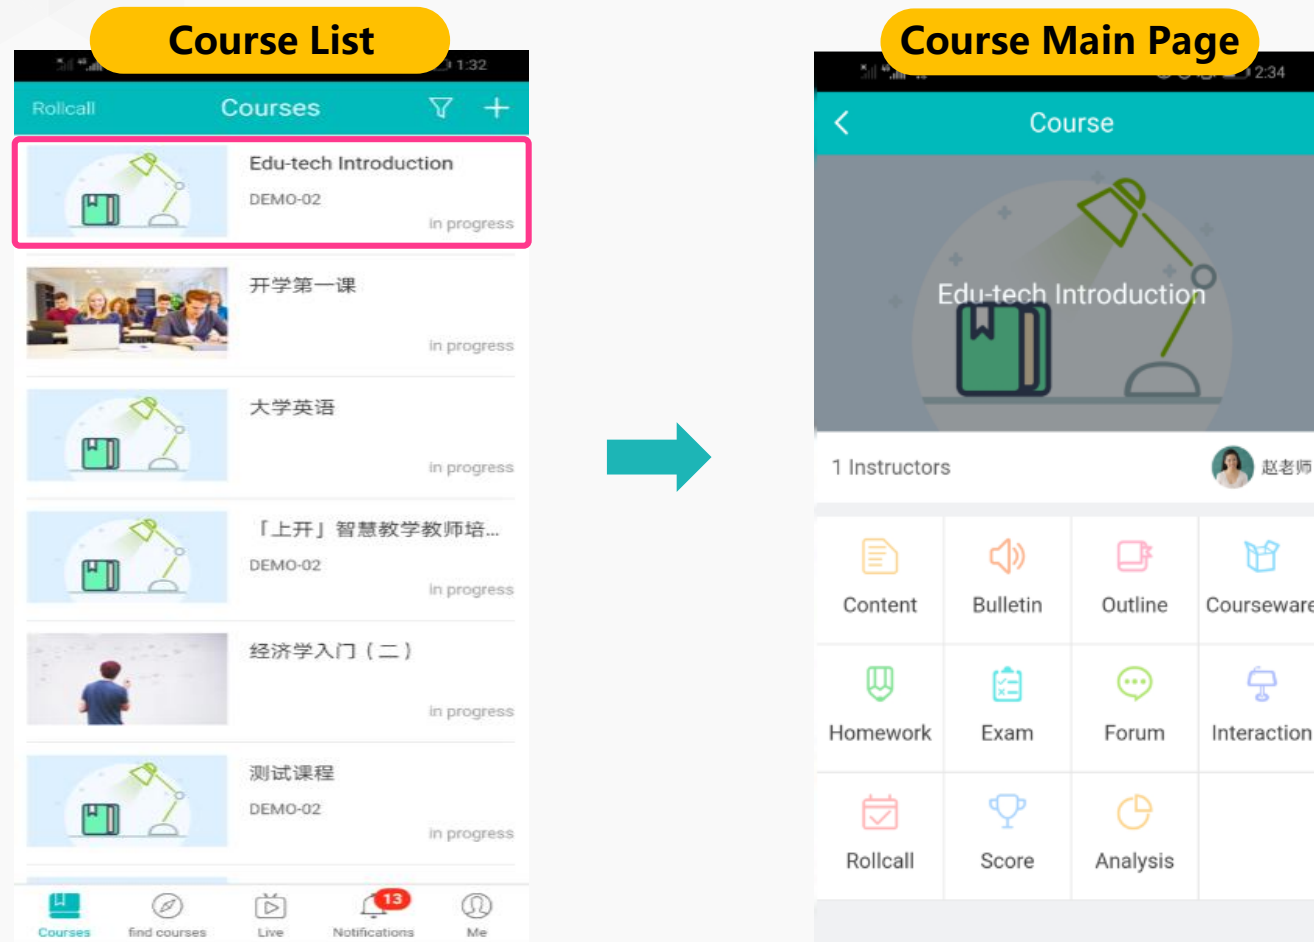 Course List
1:32
Rollcall
Courses
Edu-tech Introduction
DEMO-02
in progress
开学第一课
in progress
大学英语
in progress
「上开」智慧教学教师培...
DEMO-02
in progress
经济学入门（二）
in progress
测试课程
DEMO-02
in progress
Courses
find courses
Live
13
Notifications
Me
Course Main Page
2:34
Course
Edu-tech Introduction
1 Instructors
赵老师
Content
Bulletin
Outline
Courseware
Homework
Exam
Forum
Interaction
Rollcall
Score
Analysis